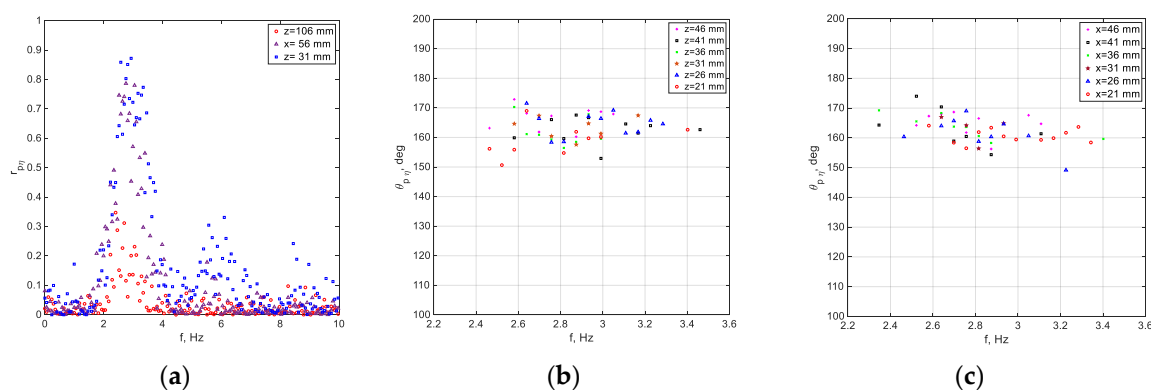 1
0.9
0.8
0.7
0.6
0.5
0.4
0.3
0.2
0.1
0
0 2 4 6 8 10
f, Hz
r pη
z=106 mm
x= 56 mm
z= 31 mm
(a)
200
190
180
170
160
150
140
130
120
110
100
2.2 2.4 2.6 2.8 3 3.2 3.4 3.6
f, Hz
θ p η, deg
z=46 mm
z=41 mm
z=36 mm
z=31 mm
z=26 mm
z=21 mm
(b)
200
190
180
170
160
150
140
130
120
110
100
2.2 2.4 2.6 2.8 3 3.2 3.4 3.6
f, Hz
θ p η, deg
x=46 mm
x=41 mm
x=36 mm
x=31 mm
x=26 mm
x=21 mm
(c)